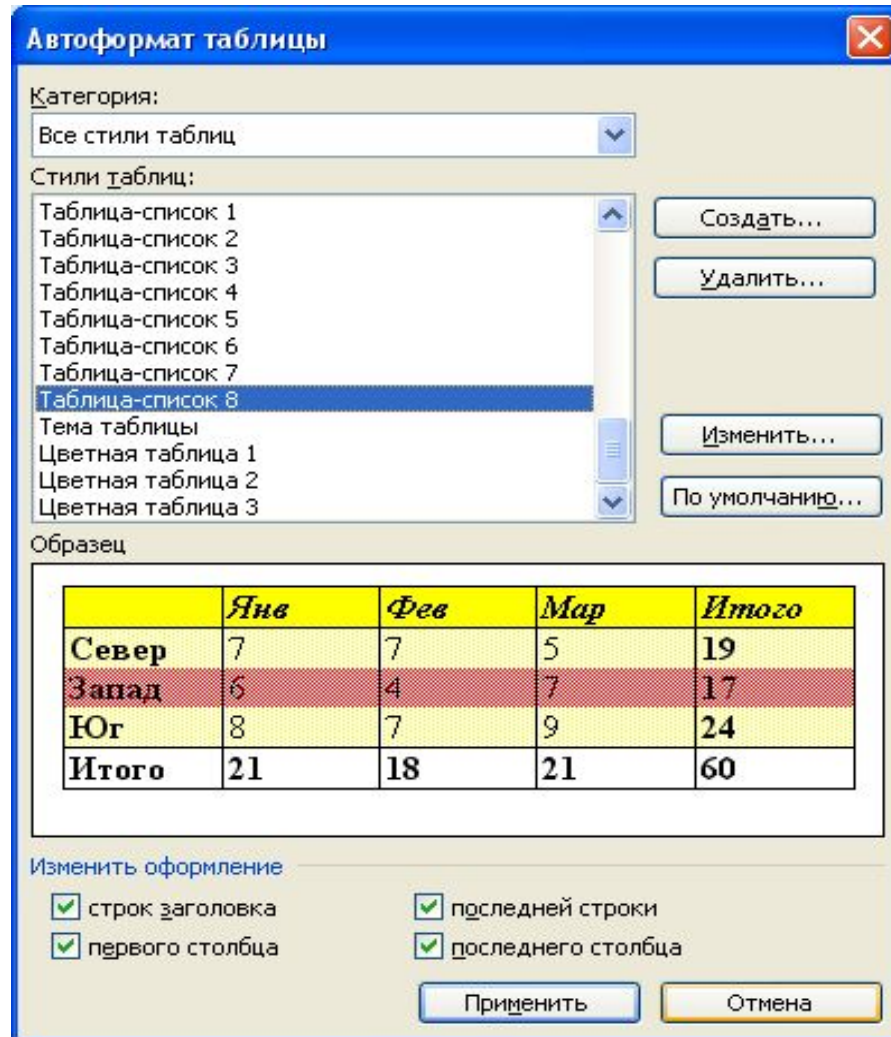 Автоформат таблицы
Категория:
Все стили таблиц
Стили таблиц:
Таблица-список 1
Таблица-список 2
Таблица-список 3
Таблица-список 4
Таблица-список 5
Таблица-список 6
Таблица-список 7
Таблица-список 8
Тема таблицы
Цветная таблица 1
Цветная таблица 2
Цветная таблица 3
Создать...
Удалить...
Изменить...
По умолчанию...
Образец
Янв Фев Мар Итого
Север 7 7 5 19
Запад 6 4 7 17
Юг 8 7 9 24
Итого 21 18 21 60
Изменить оформление
строк заголовка
последней строки
первого столбца
последнего столбца
Применить
Отмена